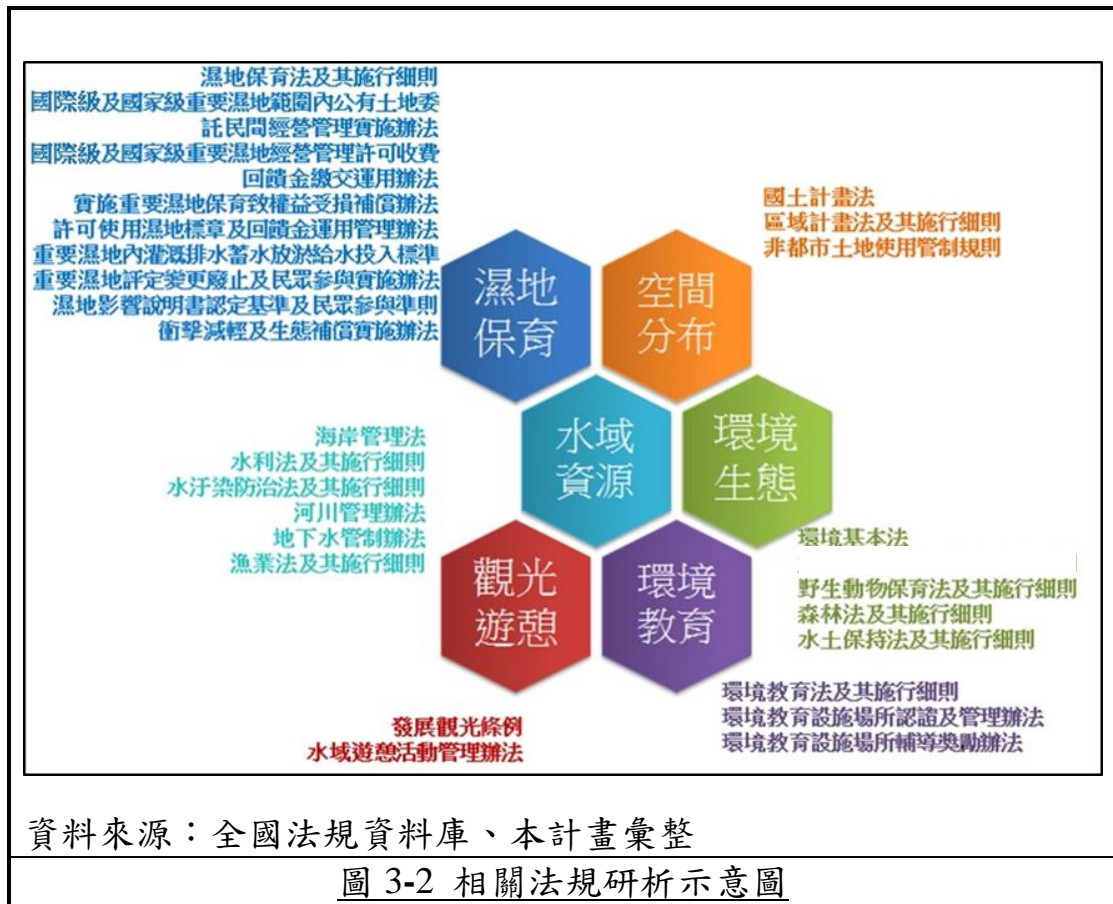 濕地保育法及其施行細則
國際級及國家級重要濕地範圍內公有土地委
託民間經營管理實施辦法
國際級及國家級重要濕地經營管理許可收費
回饋金繳交運用辦法
實施重要濕地保育致權益受損補償辦法
許可使用濕地標章及回饋金運用管理辦法
重要濕地內灌溉排水蓄水放淤給水投入標準
重要濕地評定變更廢止及民眾參與實施辦法
濕地影響說明書認定基準及民眾參與準則
衝擊減輕及生態補償實施辦法
濕地
保育
空間
分布
國土計畫法
區域計畫法及其施行細則
非都市土地使用管制規則
海岸管理法
水利法及其施行細則
水汙染防治法及其施行細則
河川管理辦法
地下水管制辦法
漁業法及其施行細則
水域
資源
環境
生態
環境基本法
野生動物保育法及其施行細則
森林法及其施行細則
水土保持法及其施行細則
觀光
遊憩
環境
教育
發展觀光條例
水域遊憩活動管理辦法
環境教育法及其施行細則
環境教育設施場所認證及管理辦法
環境教育設施場所輔導獎勵辦法
資料來源：全國法規資料庫、本計畫彙整
圖 3-2 相關法規研析示意圖